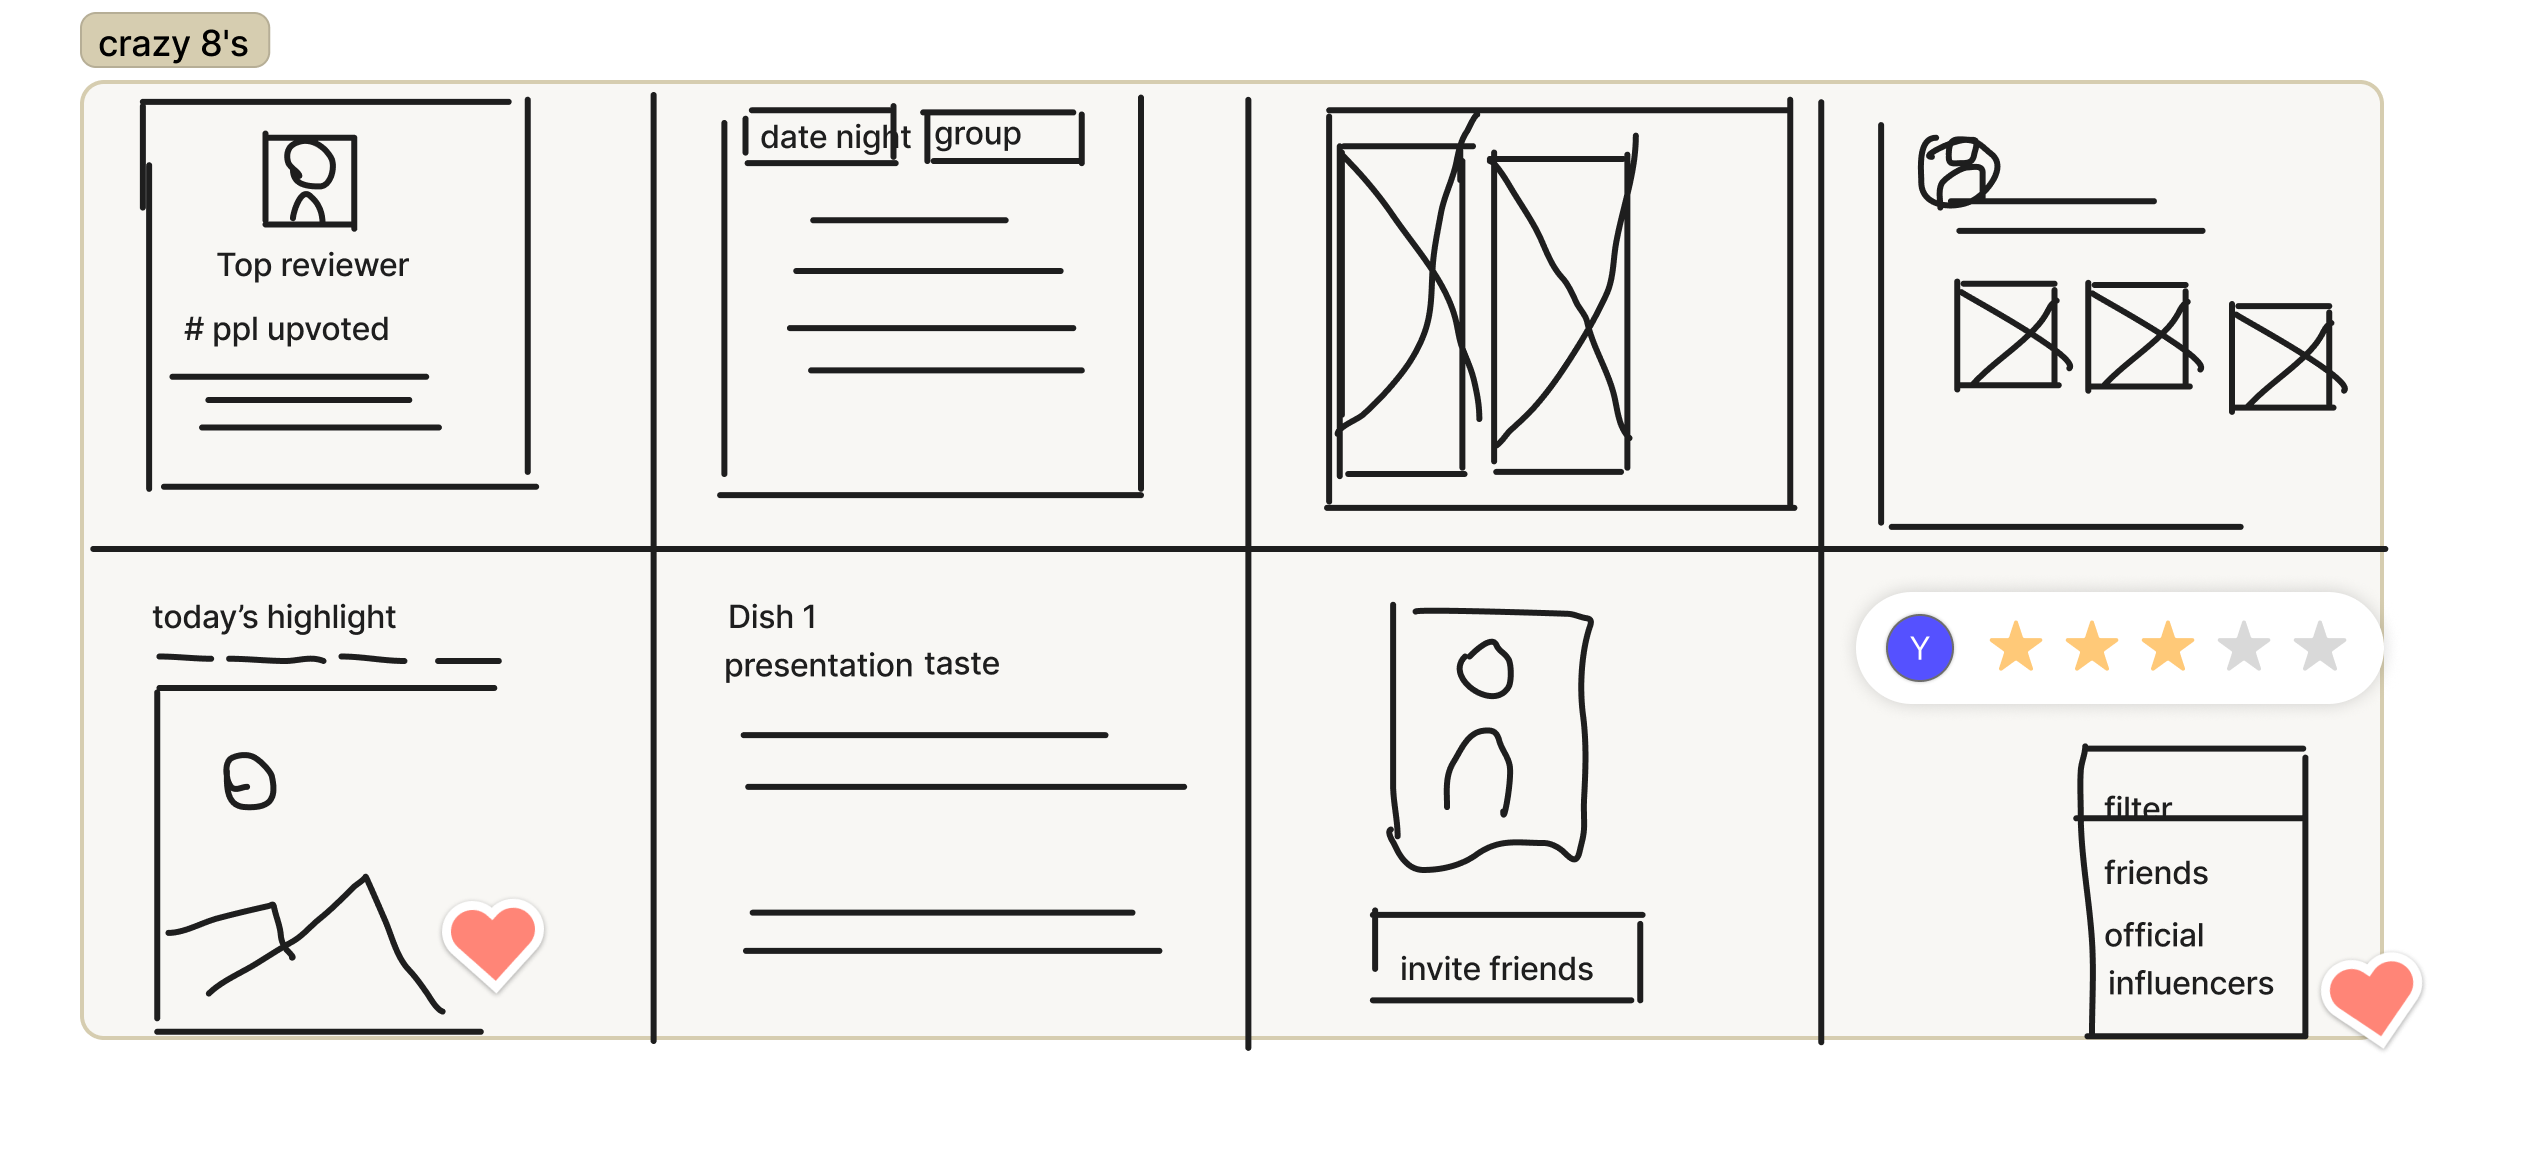 crazy 8's
Top reviewer
# ppl upvoted
date night
group
today’s highlight
Dish 1
presentation taste
invite friends
Y
filter
friends
official
influencers